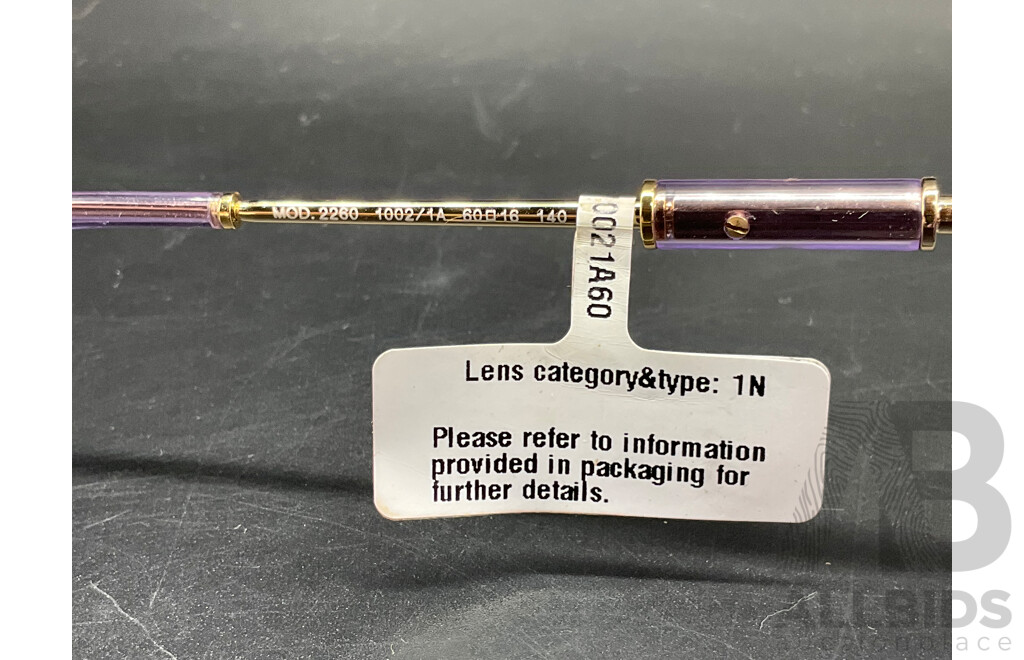 MOD. 2260 1002/1A 60□16 140
0021A60
Lens category&type: 1N
Please refer to information
provided in packaging for
further details.
ALLBIDS